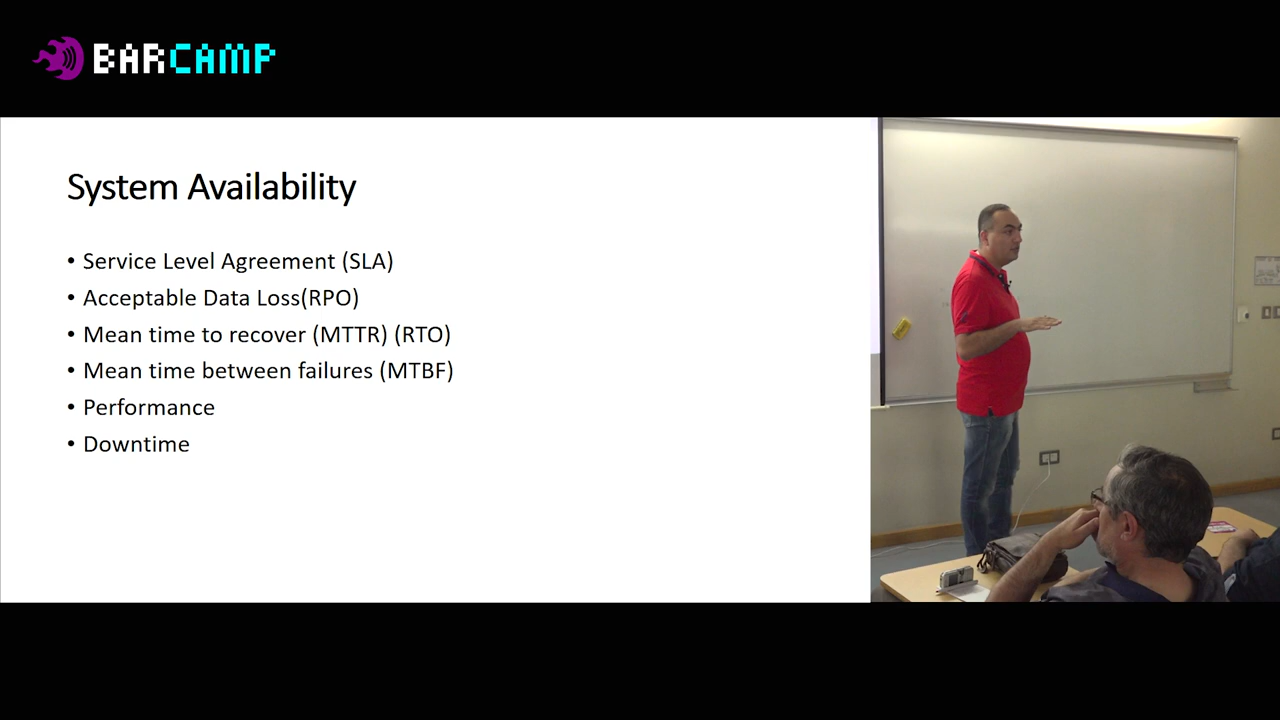 BARCAMP
System Availability
• Service Level Agreement (SLA)
• Acceptable Data Loss(RPO)
• Mean time to recover (MTTR) (RTO)
• Mean time between failures (MTBF)
• Performance
• Downtime